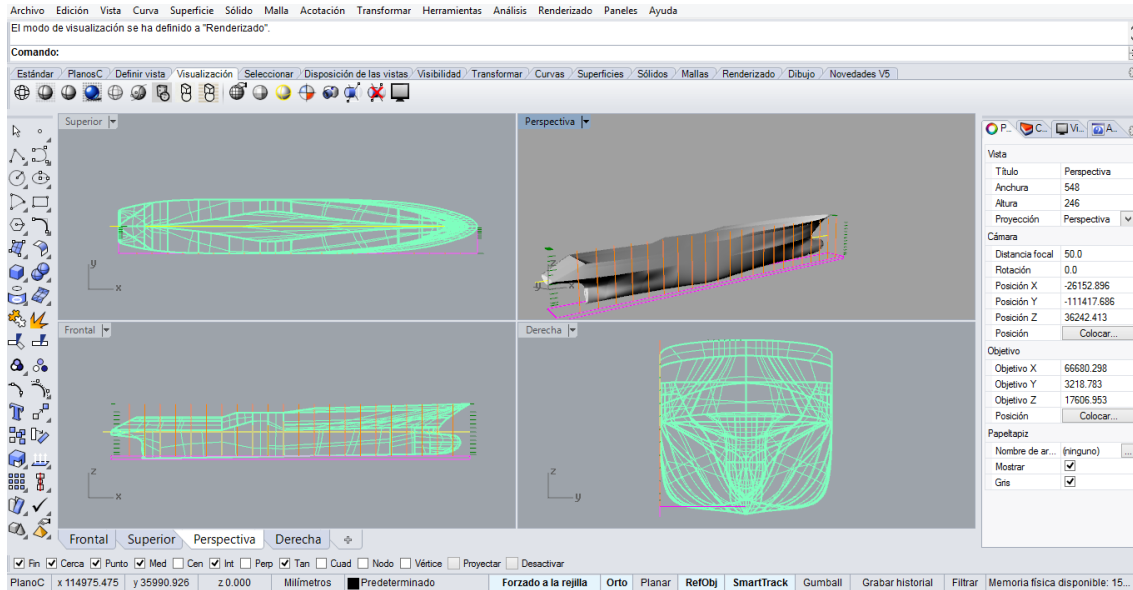 Archivo Edición Vista Curva Superficie Sólido Malla Acotación Transformar Herramientas Análisis Renderizado Paneles Ayuda
El modo de visualización se ha definido a "Renderizado".
Comando:
Estándar PlanosC Definir vista Visualización Seleccionar Disposición de las vistas Visibilidad Transformar Curvas Superficies Sólidos Mallas Renderizado Dibujo Novedades V5
Superior
y
x
Perspectiva
z
y
x
Frontal
z
x
Derecha
z
y
P... C... Vi... A...
Vista
Título Perspectiva
Anchura 548
Altura 246
Proyección Perspectiva
Cámara
Distancia focal 50.0
Rotación 0.0
Posición X -26152.896
Posición Y -111417.686
Posición Z 36242.413
Posición Colocar...
Objetivo
Objetivo X 66680.298
Objetivo Y 3218.783
Objetivo Z 17606.953
Posición Colocar...
Papeltapiz
Nombre de ar... (ninguno) ...
Mostrar
Gris
Frontal Superior Perspectiva Derecha
Fin Cerca Punto Med Cen Int Perp Tan Cuad Nodo Vértice Proyectar Desactivar
PlanoC x 114975.475 y 35990.926 z 0.000 Milímetros Predeterminado Forzado a la rejilla Orto Planar RefObj SmartTrack Gumball Grabar historial Filtrar Memoria física disponible: 15...